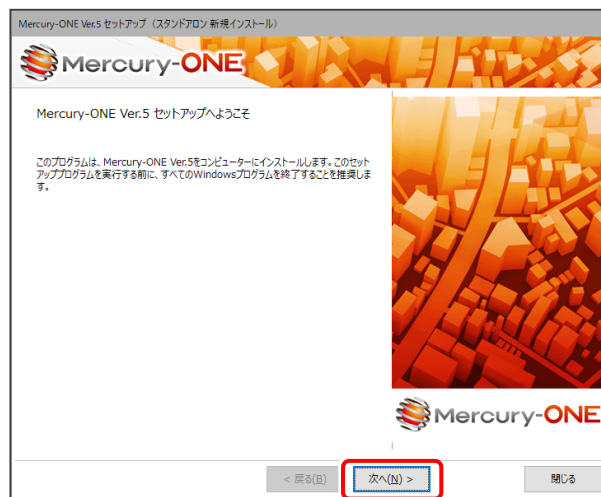 Mercury-ONE Ver.5 セットアップ（スタンドアロン 新規インストール）
Mercury-ONE
Mercury-ONE Ver.5 セットアップへようこそ
このプログラムは、Mercury-ONE Ver.5をコンピューターにインストールします。このセット
アッププログラムを実行する前に、すべてのWindowsプログラムを終了することを推奨しま
す。
Mercury-ONE
< 戻る(B)
次へ(N) >
閉じる